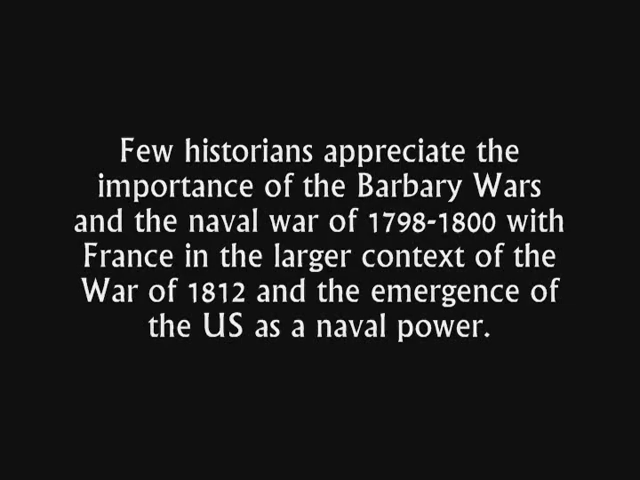 Few historians appreciate the
importance of the Barbary Wars
and the naval war of 1798-1800 with
France in the larger context of the
War of 1812 and the emergence of
the US as a naval power.